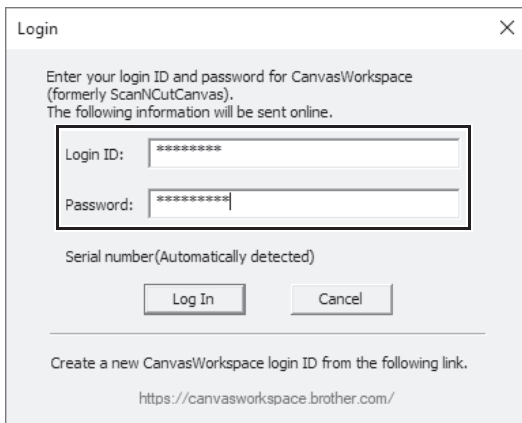 Login
Enter your login ID and password for CanvasWorkspace
(formerly ScanNCutCanvas).
The following information will be sent online.
Login ID: ********
Password: *********
Serial number(Automatically detected)
Log In Cancel
Create a new CanvasWorkspace login ID from the following link.
https://canvasworkspace.brother.com/